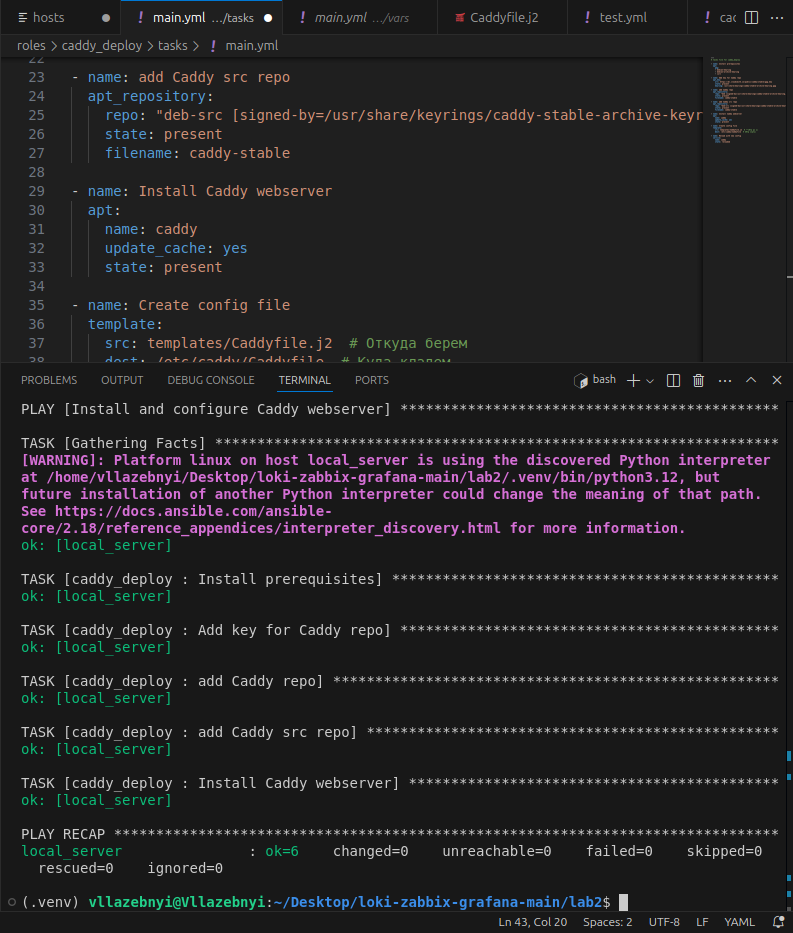 hosts
main.yml .../tasks
main.yml .../vars
Caddyfile.j2
test.yml
roles > caddy_deploy > tasks > ! main.yml
22
23 - name: add Caddy src repo
24 apt_repository:
25 repo: "deb-src [signed-by=/usr/share/keyrings/caddy-stable-archive-keyr
26 state: present
27 filename: caddy-stable
28
29 - name: Install Caddy webserver
30 apt:
31 name: caddy
32 update_cache: yes
33 state: present
34
35 - name: Create config file
36 template:
37 src: templates/Caddyfile.j2 # Откуда берем
38 dest: /etc/caddy/Caddyfile # Куда кладем
PROBLEMS OUTPUT DEBUG CONSOLE TERMINAL PORTS bash
PLAY [Install and configure Caddy webserver] *********************************************
TASK [Gathering Facts] *******************************************************************
[WARNING]: Platform linux on host local_server is using the discovered Python interpreter
at /home/vllazebnyi/Desktop/loki-zabbix-grafana-main/lab2/.venv/bin/python3.12, but
future installation of another Python interpreter could change the meaning of that path.
See https://docs.ansible.com/ansible-
core/2.18/reference_appendices/interpreter_discovery.html for more information.
ok: [local_server]
TASK [caddy_deploy : Install prerequisites] **********************************************
ok: [local_server]
TASK [caddy_deploy : Add key for Caddy repo] *********************************************
ok: [local_server]
TASK [caddy_deploy : add Caddy repo] *****************************************************
ok: [local_server]
TASK [caddy_deploy : add Caddy src repo] *************************************************
ok: [local_server]
TASK [caddy_deploy : Install Caddy webserver] ********************************************
ok: [local_server]
PLAY RECAP *******************************************************************************
local_server : ok=6 changed=0 unreachable=0 failed=0 skipped=0
rescued=0 ignored=0
(.venv) vllazebnyi@Vllazebnyi:~/Desktop/loki-zabbix-grafana-main/lab2$
Ln 43, Col 20 Spaces: 2 UTF-8 LF YAML